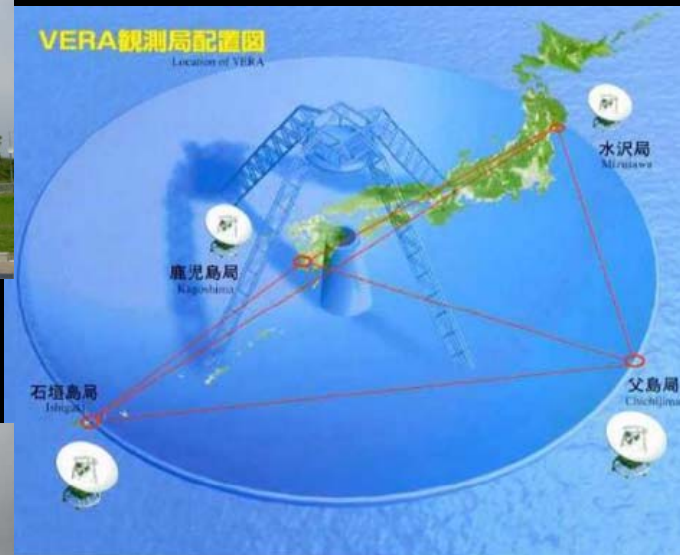 VERA観測局配置図
Location of VERA
水沢局
Mizusawa
鹿児島局
Kagoshima
石垣島局
Ishigaki
父島局
Chichijima